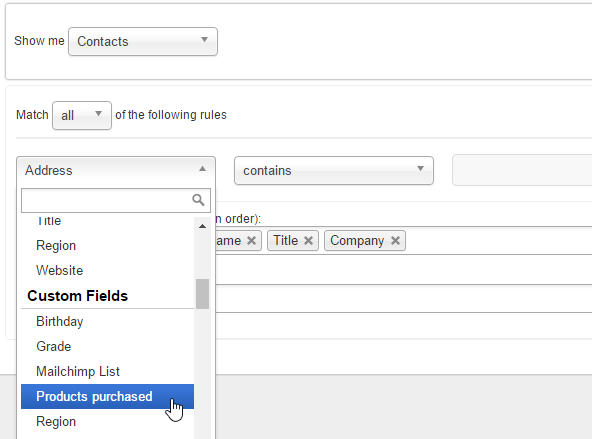 Show me Contacts
Match all of the following rules
Address contains
n order):
Title
Region
Website
ame × Title × Company ×
Custom Fields
Birthday
Grade
Mailchimp List
Products purchased
Region